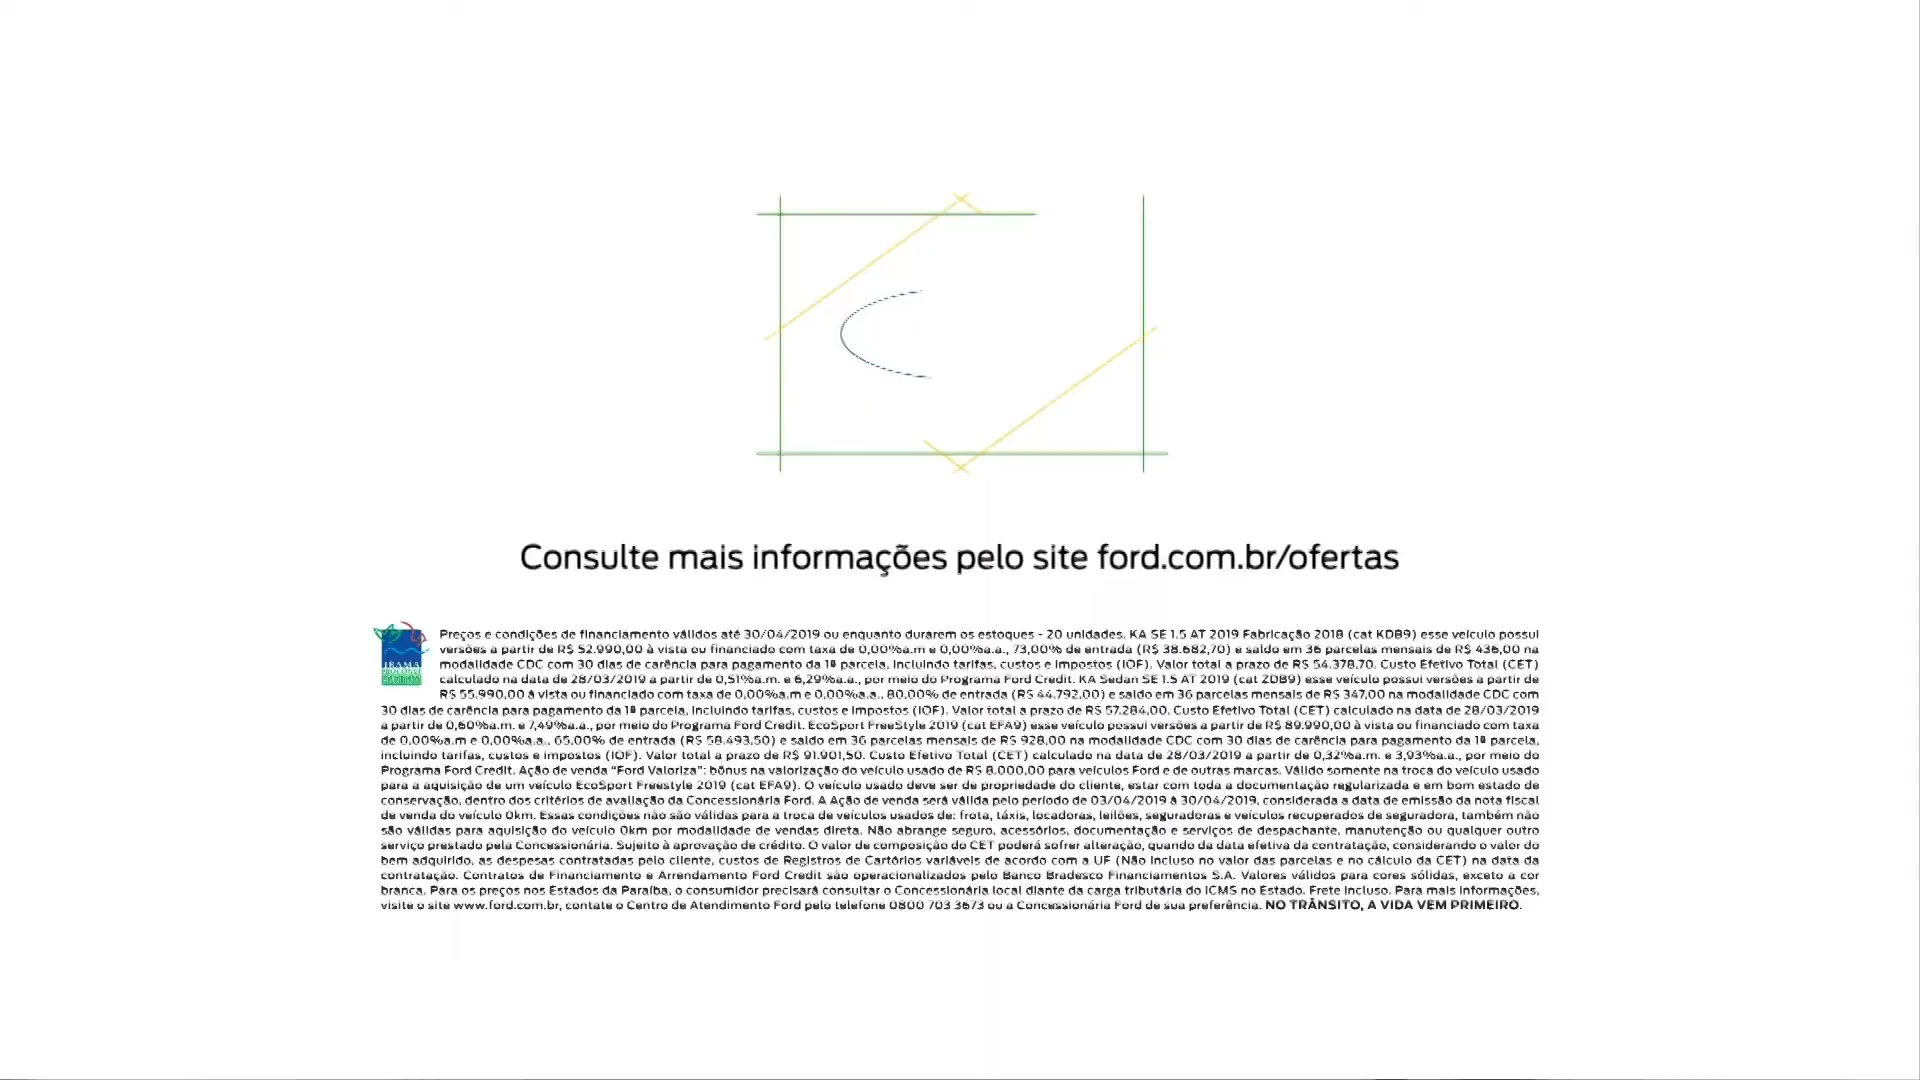 Consulte mais informações pelo site ford.com.br/ofertas
IBAMA
Preços e condições de financiamento válidos até 30/04/2019 ou enquanto durarem os estoques - 20 unidades. KA SE 1.5 AT 2019 Fabricação 2018 (cat KDB9) esse veículo possui
versões a partir de R$ 52.990,00 à vista ou financiado com taxa de 0,00%a.m e 0,00%a.a., 73,00% de entrada (R$ 38.682,70) e saldo em 36 parcelas mensais de R$ 436,00 na
modalidade CDC com 30 dias de carência para pagamento da 1ª parcela, incluindo tarifas, custos e impostos (IOF). Valor total a prazo de R$ 54.378,70. Custo Efetivo Total (CET)
calculado na data de 28/03/2019 a partir de 0,51%a.m. e 6,29%a.a., por meio do Programa Ford Credit. KA Sedan SE 1.5 AT 2019 (cat ZDB9) esse veículo possui versões a partir de
R$ 55.990,00 à vista ou financiado com taxa de 0,00%a.m e 0,00%a.a., 80,00% de entrada (R$ 44.792,00) e saldo em 36 parcelas mensais de R$ 347,00 na modalidade CDC com
30 dias de carência para pagamento da 1ª parcela, incluindo tarifas, custos e impostos (IOF). Valor total a prazo de R$ 57.284,00. Custo Efetivo Total (CET) calculado na data de 28/03/2019
a partir de 0,60%a.m. e 7,49%a.a., por meio do Programa Ford Credit. EcoSport FreeStyle 2019 (cat EFA9) esse veículo possui versões a partir de R$ 89.990,00 à vista ou financiado com taxa
de 0,00%a.m e 0,00%a.a., 65,00% de entrada (R$ 58.493,50) e saldo em 36 parcelas mensais de R$ 928,00 na modalidade CDC com 30 dias de carência para pagamento da 1ª parcela,
incluindo tarifas, custos e impostos (IOF). Valor total a prazo de R$ 91.901,50. Custo Efetivo Total (CET) calculado na data de 28/03/2019 a partir de 0,32%a.m. e 3,93%a.a., por meio do
Programa Ford Credit. Ação de venda "Ford Valoriza": bônus na valorização do veículo usado de R$ 8.000,00 para veículos Ford e de outras marcas. Válido somente na troca do veículo usado
para a aquisição de um veículo EcoSport Freestyle 2019 (cat EFA9). O veículo usado deve ser de propriedade do cliente, estar com toda a documentação regularizada e em bom estado de
conservação, dentro dos critérios de avaliação da Concessionária Ford. A Ação de venda será válida pelo período de 03/04/2019 à 30/04/2019, considerada a data de emissão da nota fiscal
de venda do veículo 0km. Essas condições não são válidas para a troca de veículos usados de: frota, táxis, locadoras, leilões, seguradoras e veículos recuperados de seguradora, também não
são válidas para aquisição do veículo 0km por modalidade de vendas direta. Não abrange seguro, acessórios, documentação e serviços de despachante, manutenção ou qualquer outro
serviço prestado pela Concessionária. Sujeito à aprovação de crédito. O valor de composição do CET poderá sofrer alteração, quando da data efetiva da contratação, considerando o valor do
bem adquirido, as despesas contratadas pelo cliente, custos de Registros de Cartórios variáveis de acordo com a UF (Não incluso no valor das parcelas e no cálculo da CET) na data da
contratação. Contratos de Financiamento e Arrendamento Ford Credit são operacionalizados pelo Banco Bradesco Financiamentos S.A. Valores válidos para cores sólidas, exceto a cor
branca. Para os preços nos Estados da Paraíba, o consumidor precisará consultar o Concessionária local diante da carga tributária do ICMS no Estado. Frete incluso. Para mais informações,
visite o site www.ford.com.br, contate o Centro de Atendimento Ford pelo telefone 0800 703 3673 ou a Concessionária Ford de sua preferência. NO TRÂNSITO, A VIDA VEM PRIMEIRO.